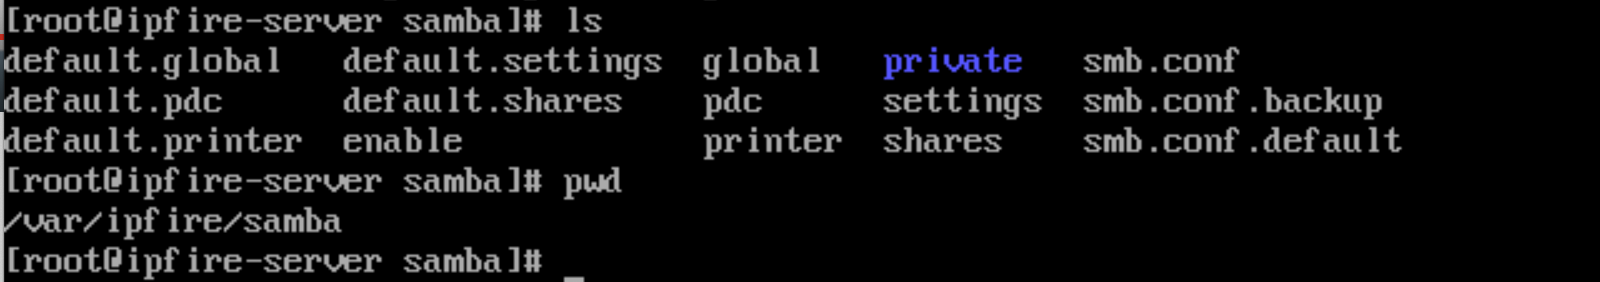 [root@ipfire-server samba]# ls
default.global   default.settings  global   private   smb.conf
default.pdc      default.shares    pdc      settings  smb.conf.backup
default.printer  enable            printer  shares    smb.conf.default
[root@ipfire-server samba]# pwd
/var/ipfire/samba
[root@ipfire-server samba]# _